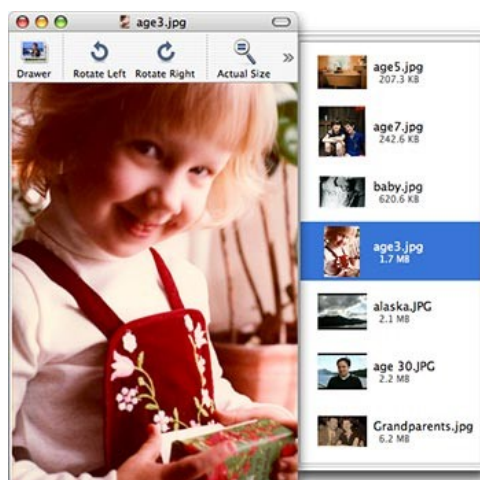 age3.jpg
Drawer
Rotate Left
Rotate Right
Actual Size
»
age5.jpg
207.3 KB
age7.jpg
242.6 KB
baby.jpg
620.6 KB
age3.jpg
1.7 MB
alaska.JPG
2.1 MB
age 30.JPG
2.2 MB
Grandparents.jpg
6.2 MB